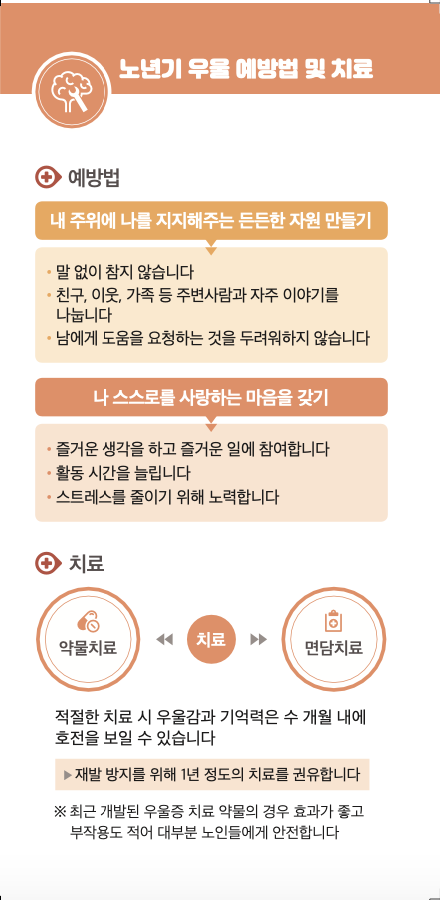 노년기 우울 예방법 및 치료
예방법
내 주위에 나를 지지해주는 든든한 자원 만들기
• 말 없이 참지 않습니다
• 친구, 이웃, 가족 등 주변사람과 자주 이야기를
나눕니다
• 남에게 도움을 요청하는 것을 두려워하지 않습니다
나 스스로를 사랑하는 마음을 갖기
• 즐거운 생각을 하고 즐거운 일에 참여합니다
• 활동 시간을 늘립니다
• 스트레스를 줄이기 위해 노력합니다
치료
약물치료
치료
면담치료
적절한 치료 시 우울감과 기억력은 수 개월 내에
호전을 보일 수 있습니다
▶재발 방지를 위해 1년 정도의 치료를 권유합니다
※ 최근 개발된 우울증 치료 약물의 경우 효과가 좋고
부작용도 적어 대부분 노인들에게 안전합니다